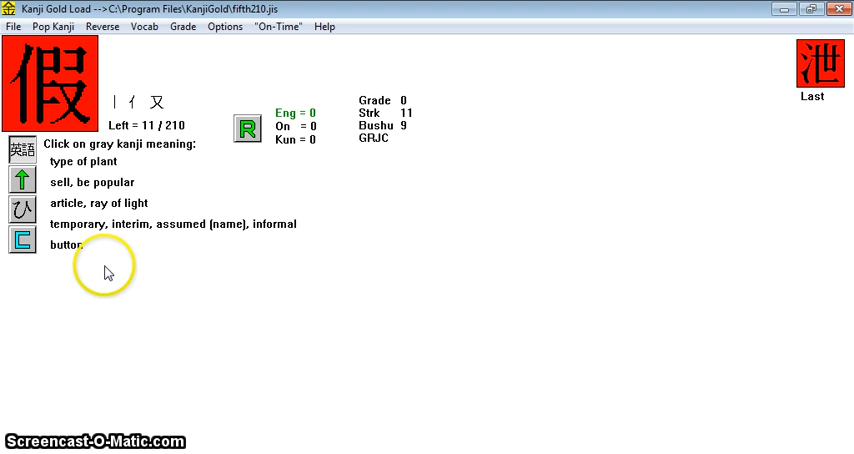 金 Kanji Gold Load -->C:\Program Files\KanjiGold\fifth210.jis
File Pop Kanji Reverse Vocab Grade Options "On-Time" Help
假
丨 亻 又
Left = 11 / 210
R
Eng = 0
On = 0
Kun = 0
Grade 0
Strk 11
Bushu 9
GRJC
泄
Last
英語 Click on gray kanji meaning:
type of plant
sell, be popular
ひ article, ray of light
temporary, interim, assumed (name), informal
button
Screencast-O-Matic.com